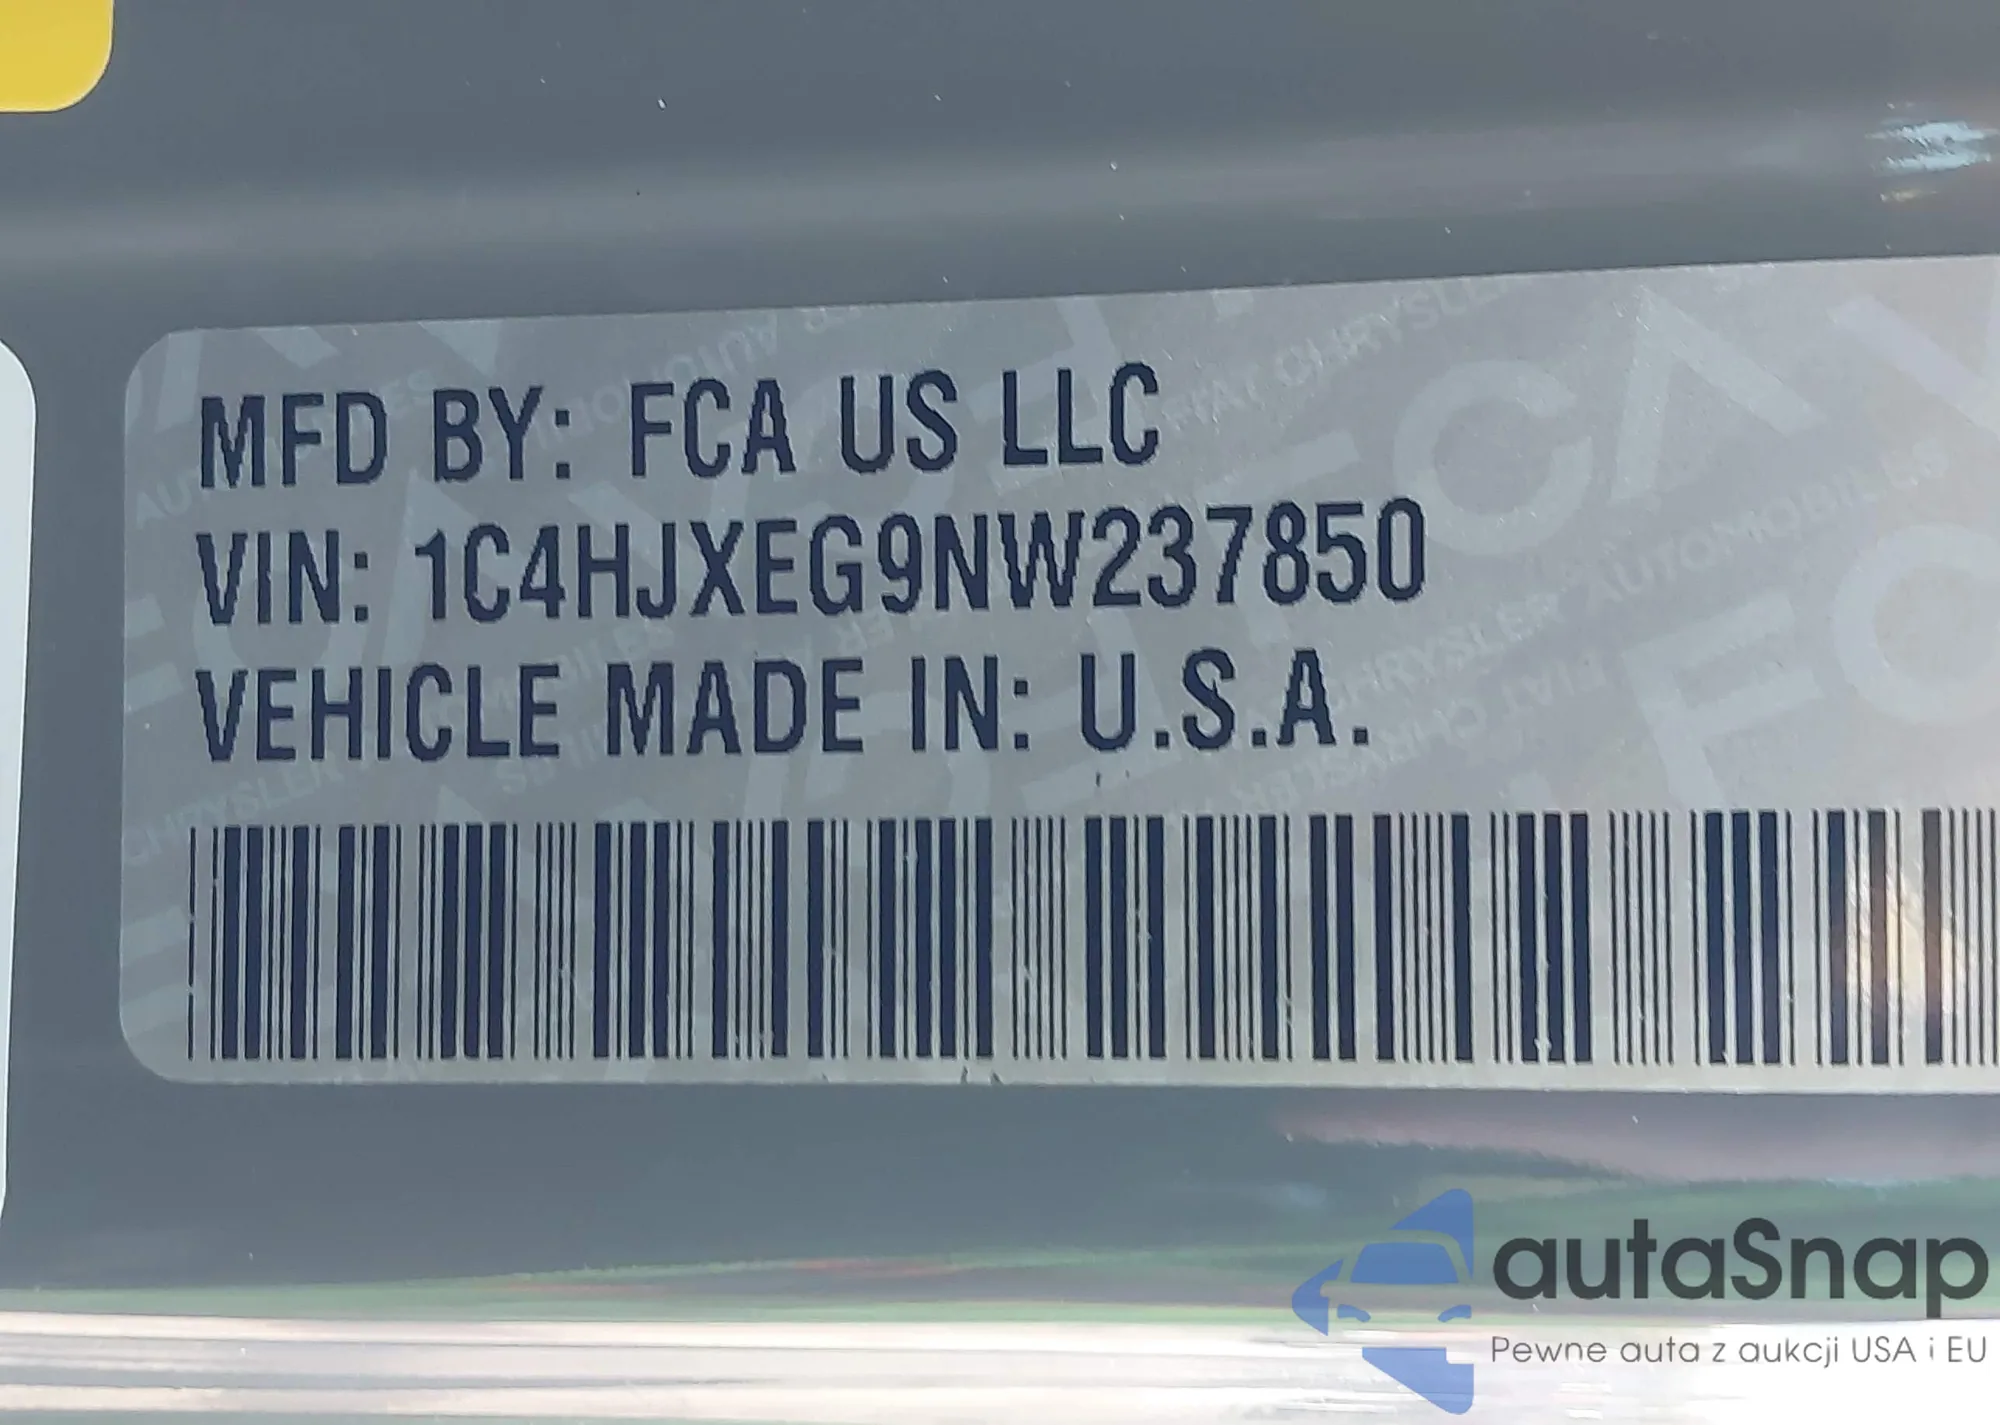 MFD BY: FCA US LLC
VIN: 1C4HJXEG9NW237850
VEHICLE MADE IN: U.S.A.
autaSnap
Pewne auta z aukcji USA i EU